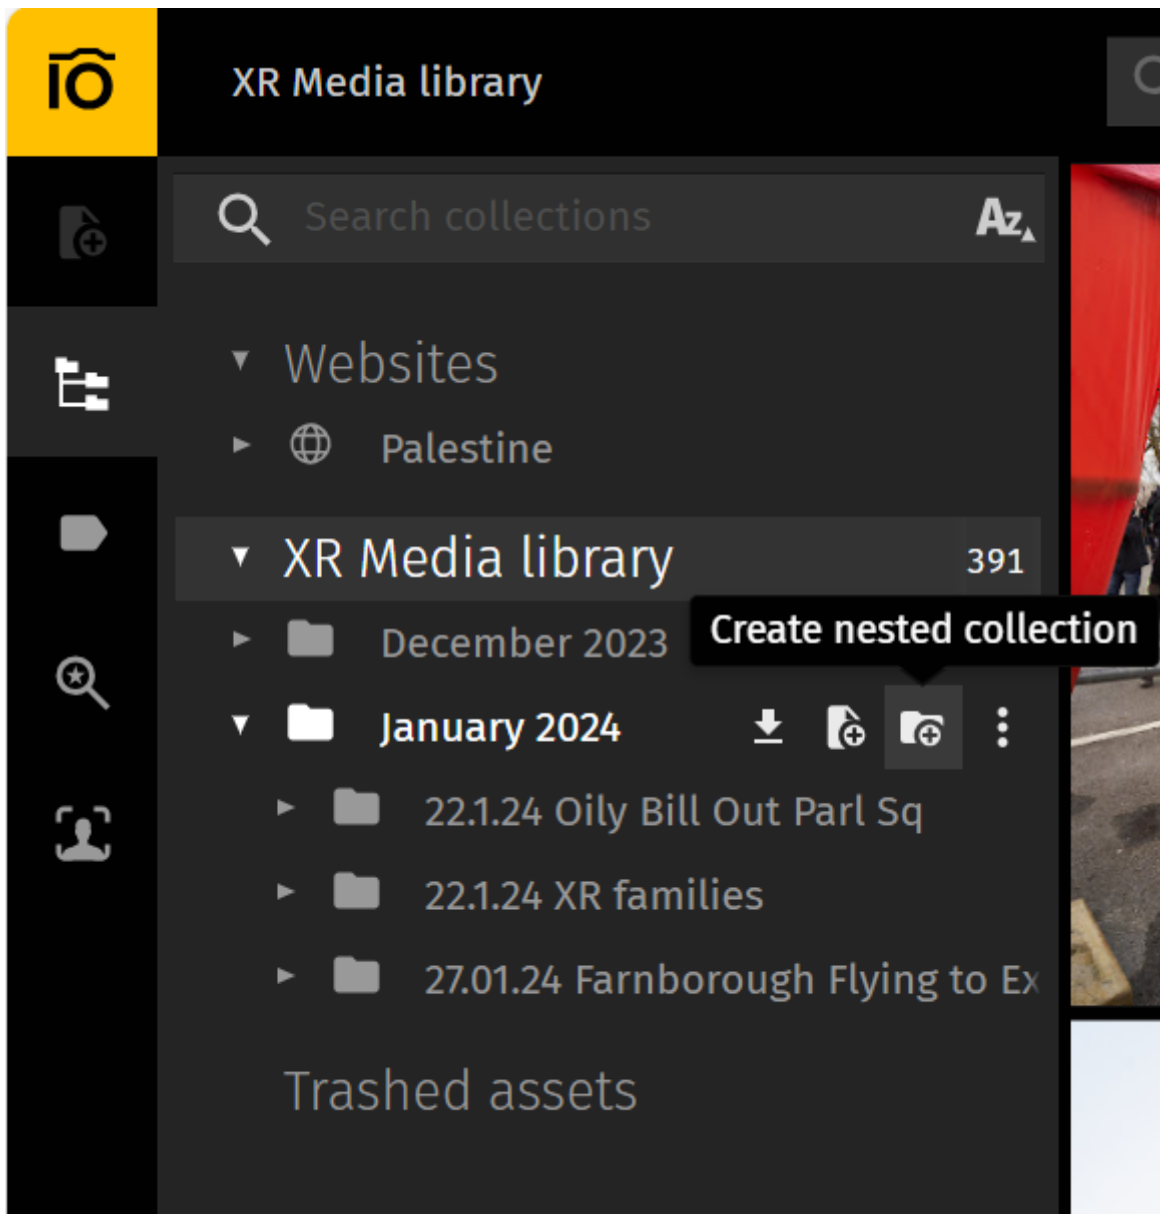 XR Media library
Search collections
Az
Websites
Palestine
XR Media library 391
December 2023
Create nested collection
January 2024
22.1.24 Oily Bill Out Parl Sq
22.1.24 XR families
27.01.24 Farnborough Flying to Ex
Trashed assets